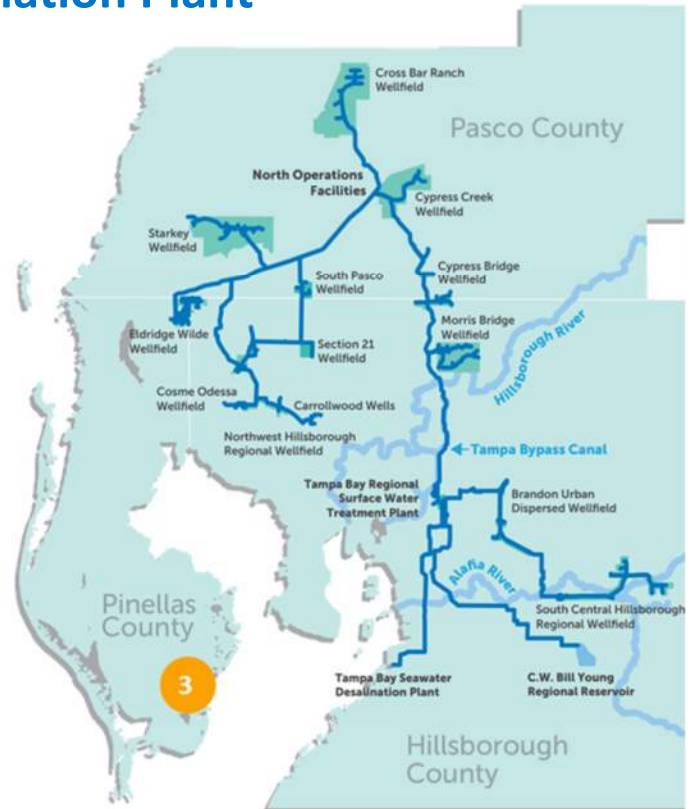 Plant
Cross Bar Ranch
Wellfield
Pasco County
North Operations
Facilities
Cypress Creek
Wellfield
Starkey
Wellfield
Cypress Bridge
Wellfield
South Pasco
Wellfield
Morris Bridge
Wellfield
Hillsborough River
Eldridge Wilde
Wellfield
Section 21
Wellfield
Cosme Odessa
Wellfield
Carrollwood Wells
Northwest Hillsborough
Regional Wellfield
Tampa Bypass Canal
Tampa Bay Regional
Surface Water
Treatment Plant
Brandon Urban
Dispersed Wellfield
Alafia River
Pinellas
County
South Central Hillsborough
Regional Wellfield
3
Tampa Bay Seawater
Desalination Plant
C.W. Bill Young
Regional Reservoir
Hillsborough
County